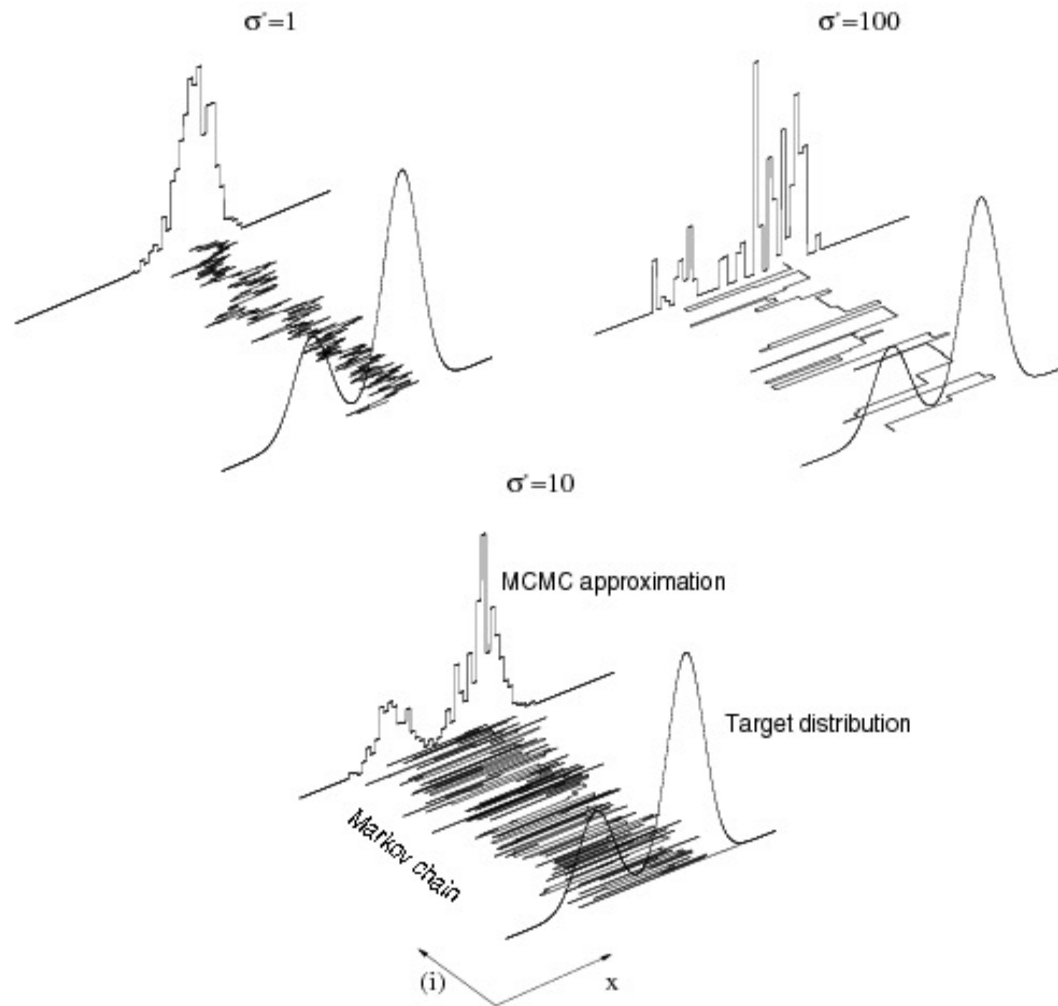 σ*=1
σ*=100
σ*=10
MCMC approximation
Target distribution
Markov chain
(i)
x